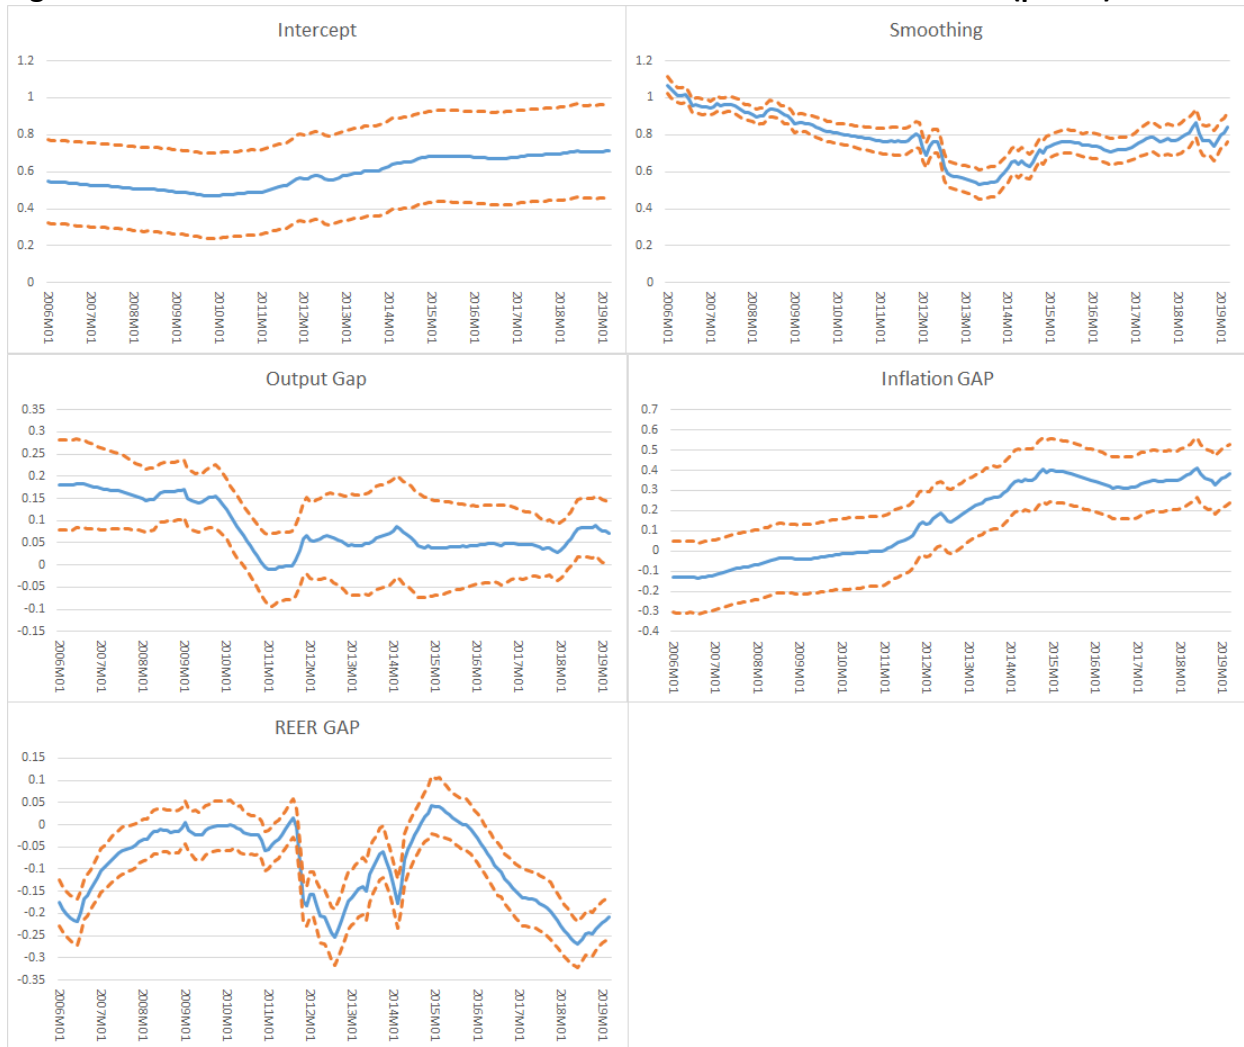 Intercept
1.2
1
0.8
0.6
0.4
0.2
0
2006M01
2007M01
2008M01
2009M01
2010M01
2011M01
2012M01
2013M01
2014M01
2015M01
2016M01
2017M01
2018M01
2019M01
Smoothing
1.2
1
0.8
0.6
0.4
0.2
0
2006M01
2007M01
2008M01
2009M01
2010M01
2011M01
2012M01
2013M01
2014M01
2015M01
2016M01
2017M01
2018M01
2019M01
Output Gap
0.35
0.3
0.25
0.2
0.15
0.1
0.05
0
-0.05
-0.1
-0.15
2006M01
2007M01
2008M01
2009M01
2010M01
2011M01
2012M01
2013M01
2014M01
2015M01
2016M01
2017M01
2018M01
2019M01
Inflation GAP
0.7
0.6
0.5
0.4
0.3
0.2
0.1
0
-0.1
-0.2
-0.3
-0.4
2006M01
2007M01
2008M01
2009M01
2010M01
2011M01
2012M01
2013M01
2014M01
2015M01
2016M01
2017M01
2018M01
2019M01
REER GAP
0.15
0.1
0.05
0
-0.05
-0.1
-0.15
-0.2
-0.25
-0.3
-0.35
2006M01
2007M01
2008M01
2009M01
2010M01
2011M01
2012M01
2013M01
2014M01
2015M01
2016M01
2017M01
2018M01
2019M01